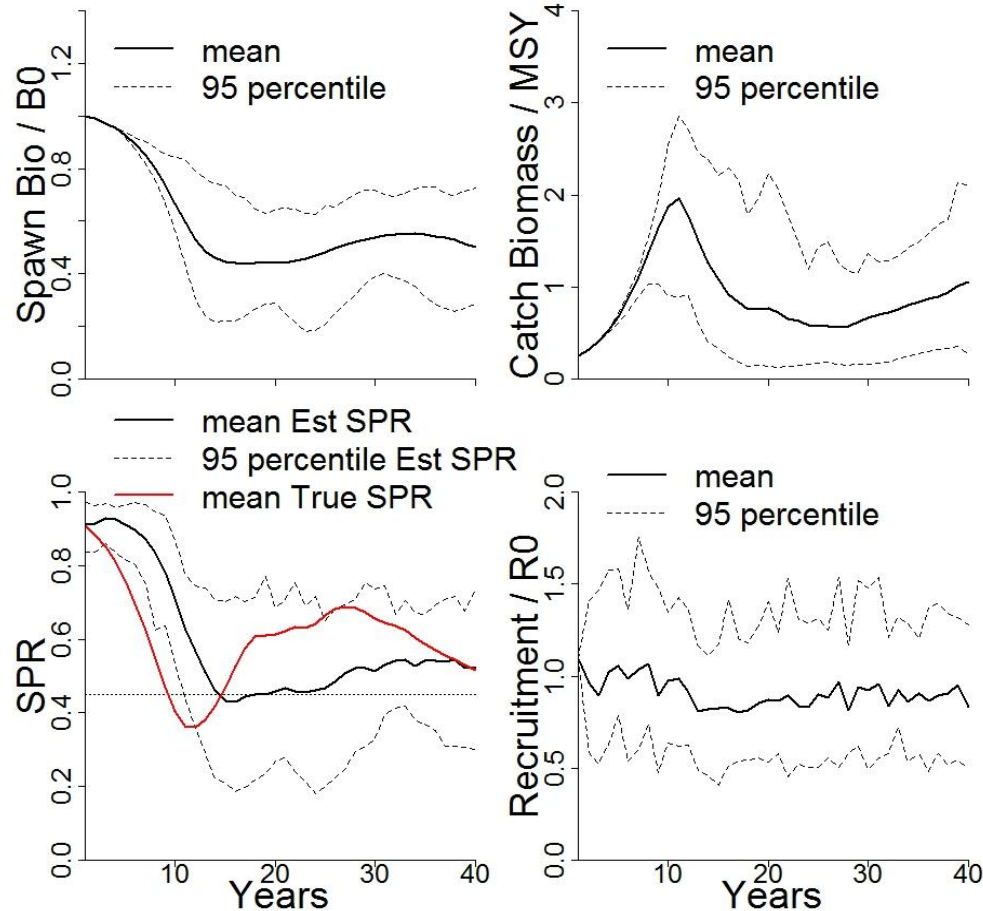 Spawn Bio / B0
0.0
0.4
0.8
1.2
mean
95 percentile
Catch Biomass / MSY
0
1
2
3
4
mean
95 percentile
mean Est SPR
95 percentile Est SPR
mean True SPR
SPR
0.0
0.2
0.4
0.6
0.8
1.0
10
20
30
40
Years
mean
95 percentile
Recruitment / R0
0.0
0.5
1.0
1.5
2.0
10
20
30
40
Years